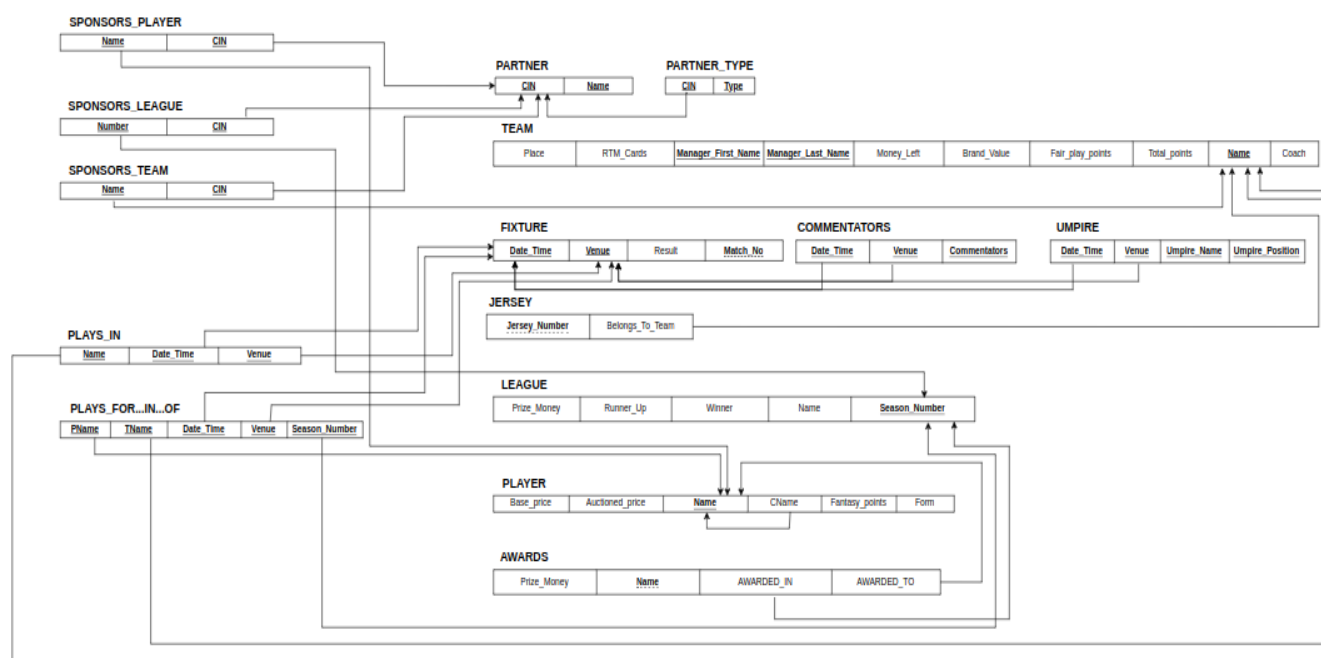 SPONSORS_PLAYER
Name CIN
PARTNER
CIN Name
PARTNER_TYPE
CIN Type
SPONSORS_LEAGUE
Number CIN
TEAM
Place RTM_Cards Manager_First_Name Manager_Last_Name Money_Left Brand_Value Fair_play_points Total_points Name Coach
SPONSORS_TEAM
Name CIN
FIXTURE
Date_Time Venue Result Match_No
COMMENTATORS
Date_Time Venue Commentators
UMPIRE
Date_Time Venue Umpire_Name Umpire_Position
JERSEY
Jersey_Number Belongs_To_Team
PLAYS_IN
Name Date_Time Venue
LEAGUE
Prize_Money Runner_Up Winner Name Season_Number
PLAYS_FOR...IN...OF
PName TName Date_Time Venue Season_Number
PLAYER
Base_price Auctioned_price Name CName Fantasy_points Form
AWARDS
Prize_Money Name AWARDED_IN AWARDED_TO